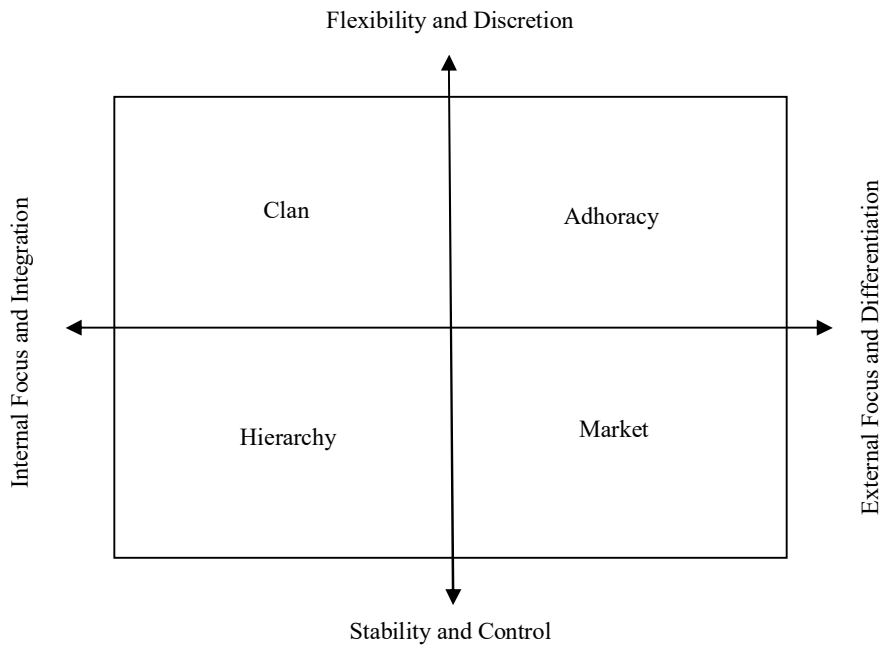 Flexibility and Discretion
Clan
Adhoracy
Internal Focus and Integration
External Focus and Differentiation
Hierarchy
Market
Stability and Control